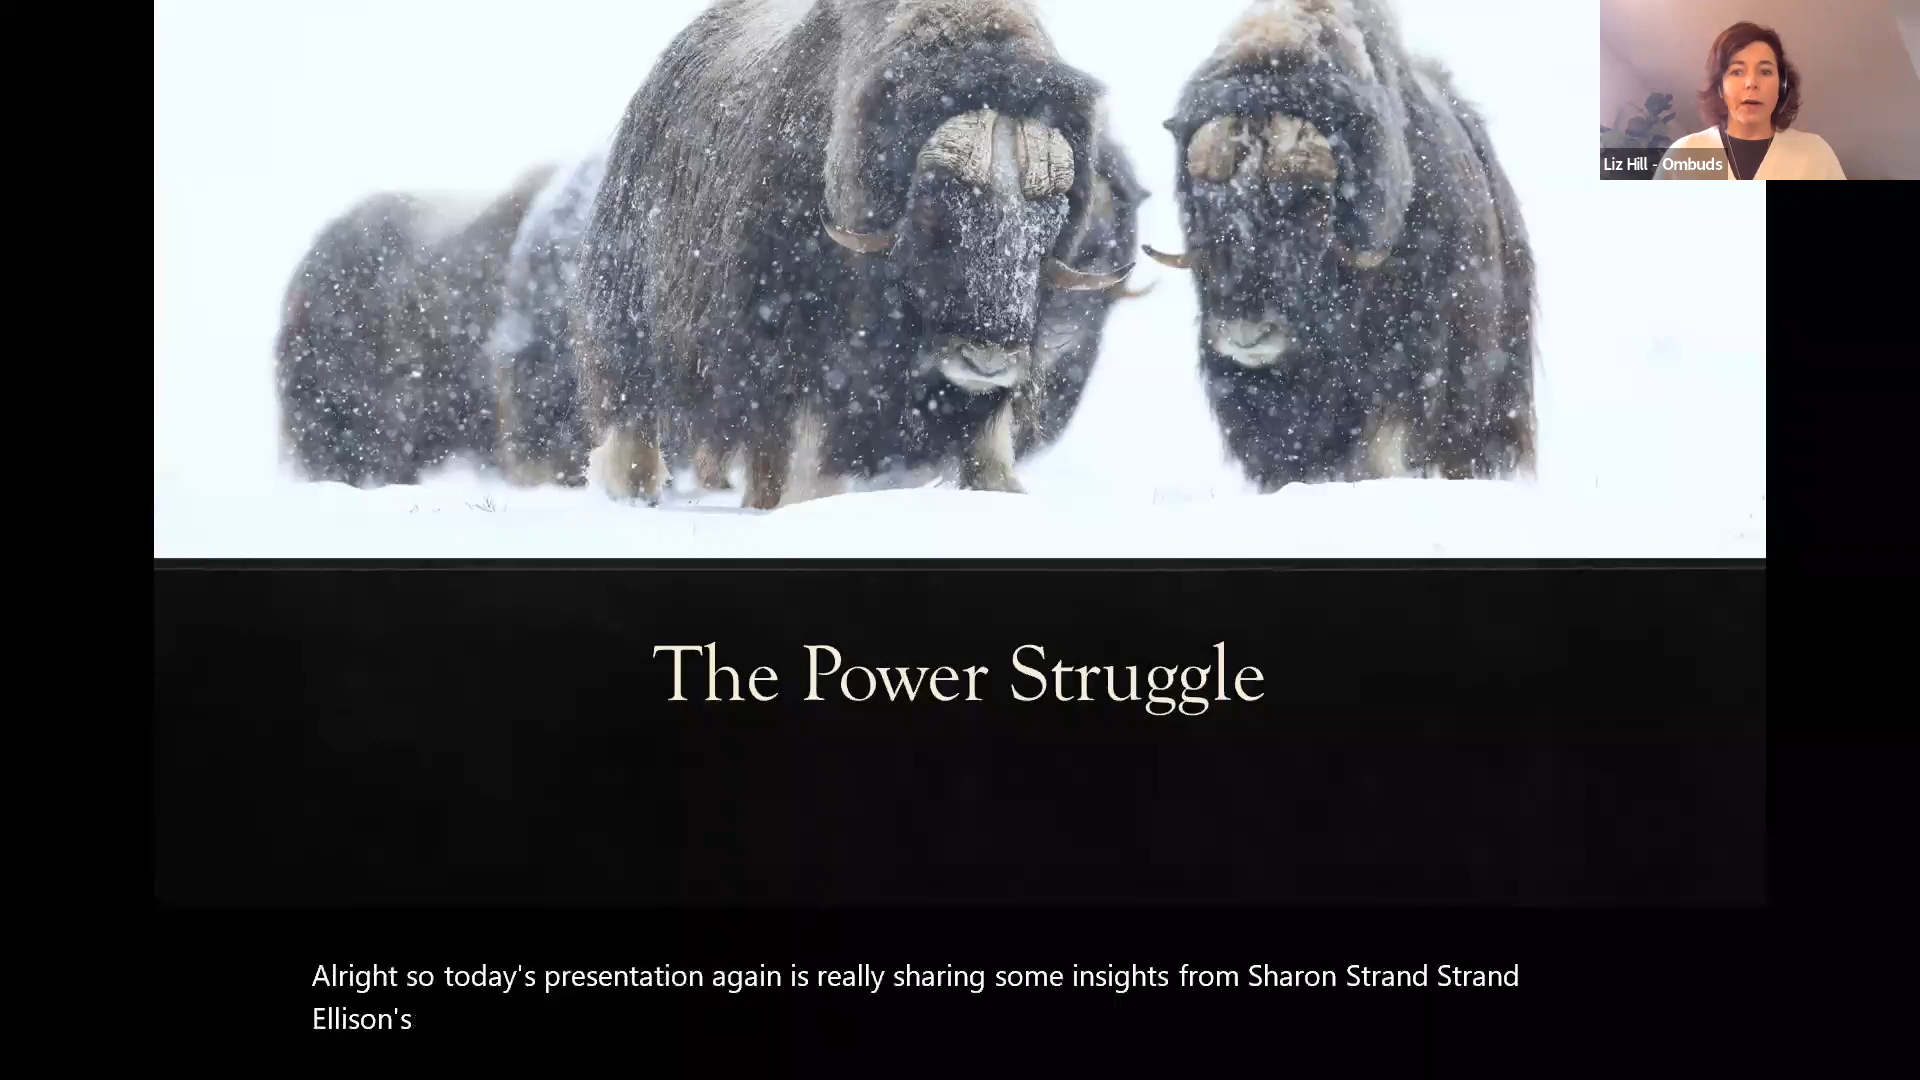 Liz Hill - Ombuds
The Power Struggle
Alright so today's presentation again is really sharing some insights from Sharon Strand Strand
Ellison's